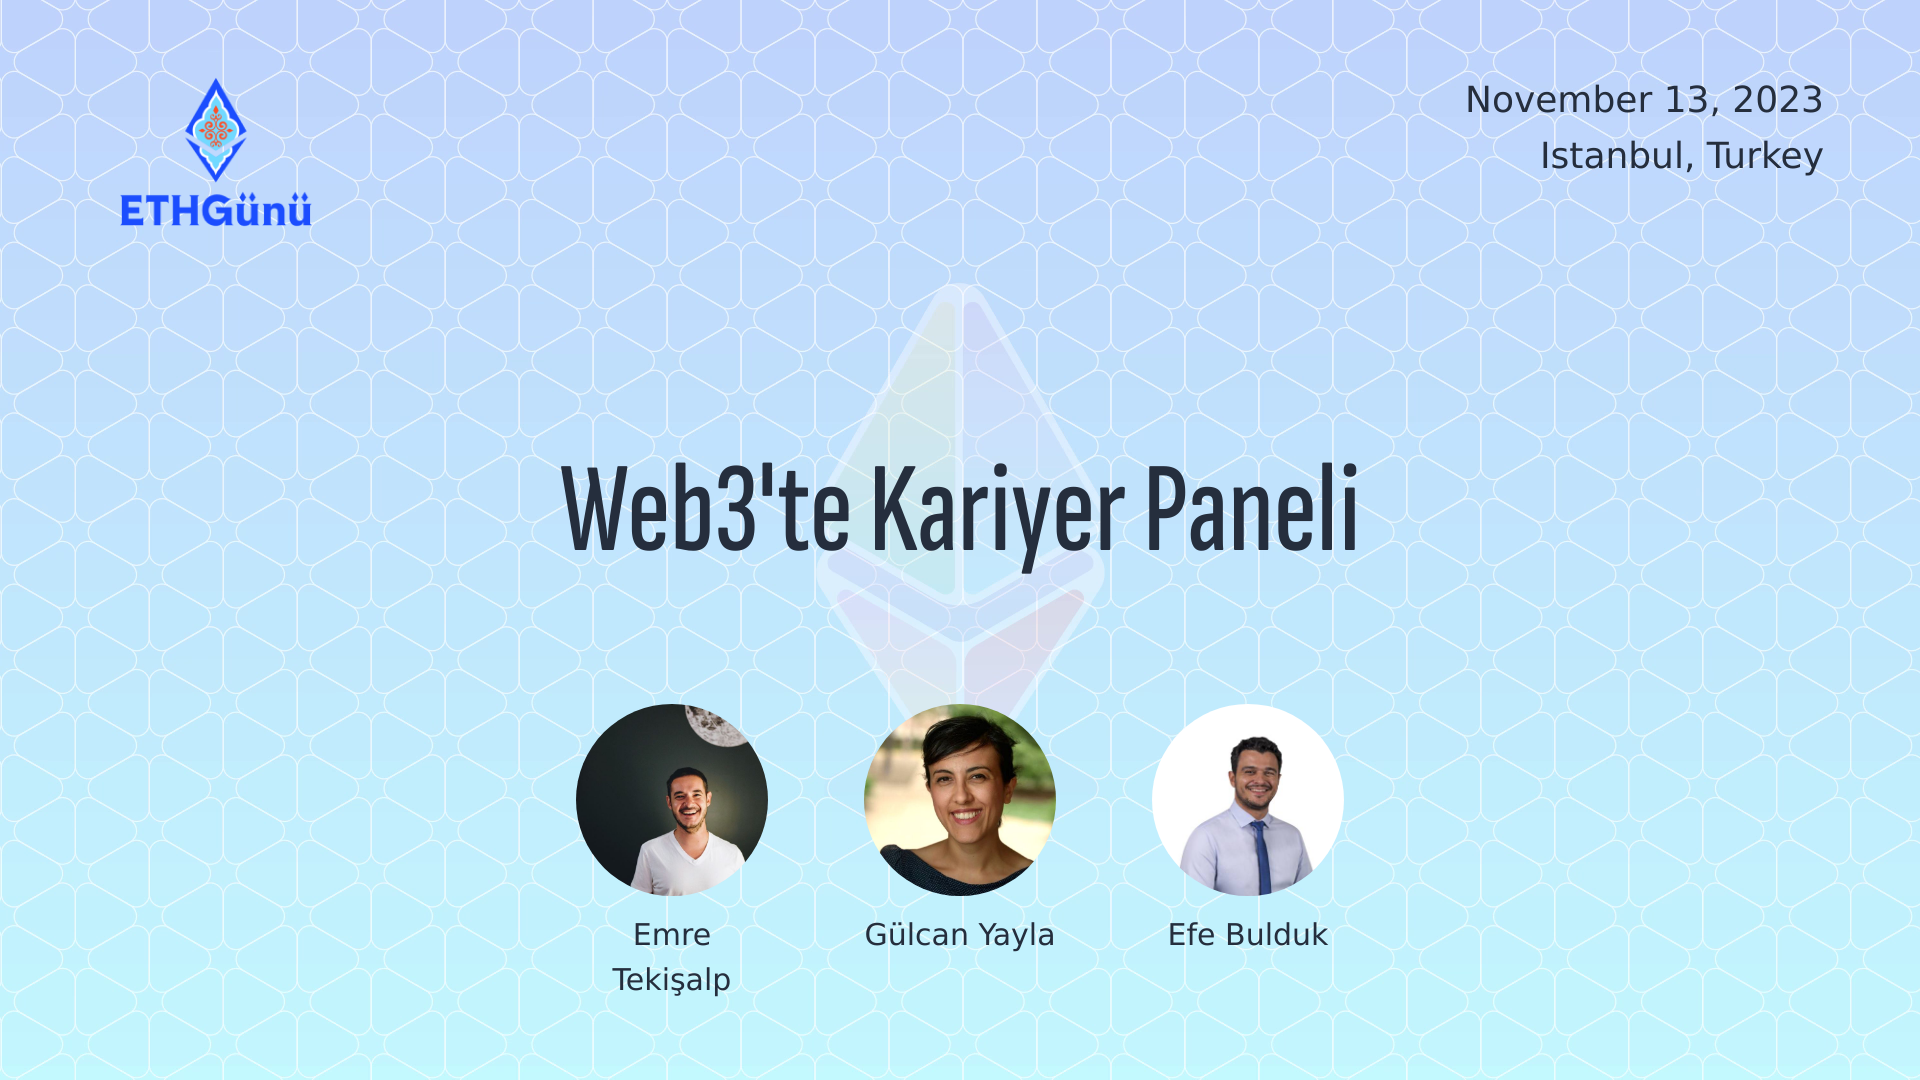 ETHGünü
November 13, 2023
Istanbul, Turkey
Web3'te Kariyer Paneli
Emre
Tekişalp
Gülcan Yayla
Efe Bulduk